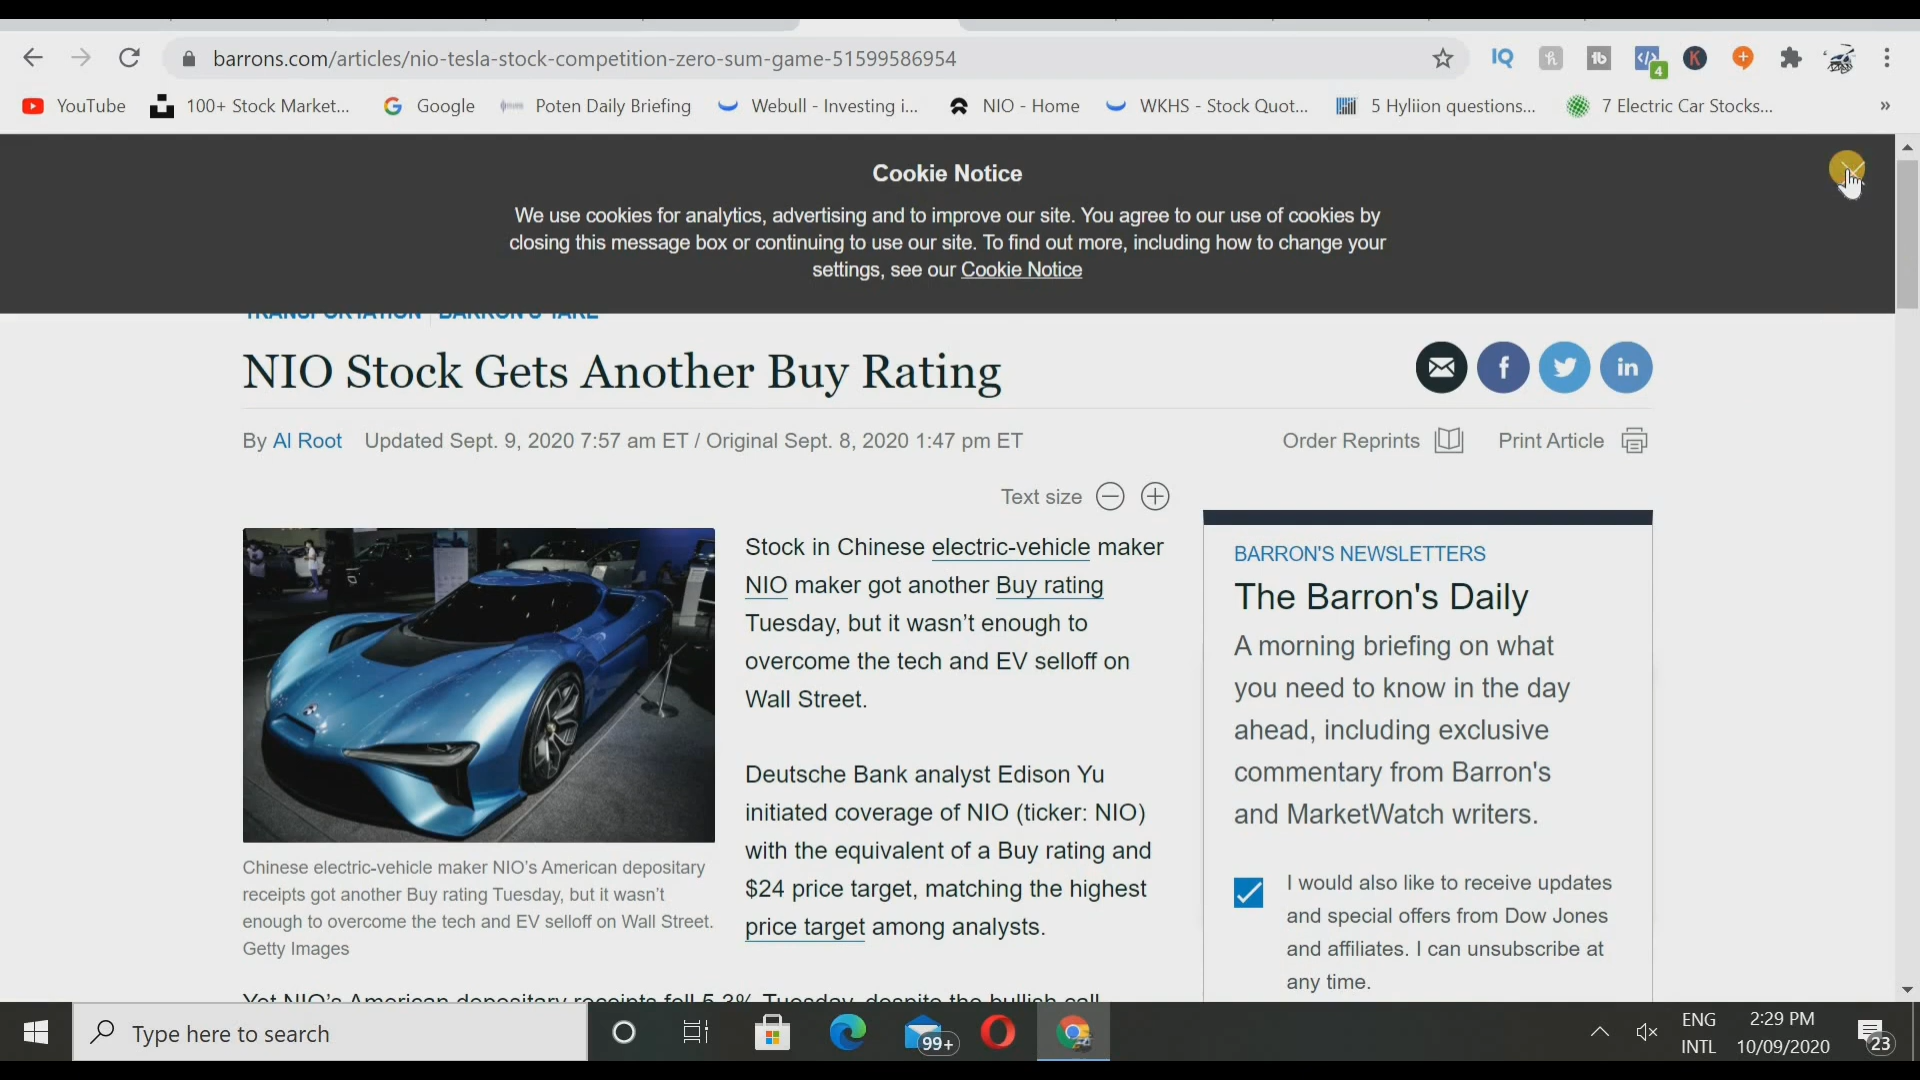 barrons.com/articles/nio-tesla-stock-competition-zero-sum-game-51599586954
IQ
tb
4
K
YouTube
100+ Stock Market...
Google
Poten Daily Briefing
Webull - Investing i...
NIO - Home
WKHS - Stock Quot...
5 Hyliion questions...
7 Electric Car Stocks...
»
Cookie Notice
We use cookies for analytics, advertising and to improve our site. You agree to our use of cookies by
closing this message box or continuing to use our site. To find out more, including how to change your
settings, see our Cookie Notice
TRANSPORTATION | BARRON'S TAKE
NIO Stock Gets Another Buy Rating
By Al Root Updated Sept. 9, 2020 7:57 am ET / Original Sept. 8, 2020 1:47 pm ET
Order Reprints
Print Article
Text size
Stock in Chinese electric-vehicle maker
NIO maker got another Buy rating
Tuesday, but it wasn't enough to
overcome the tech and EV selloff on
Wall Street.
Deutsche Bank analyst Edison Yu
initiated coverage of NIO (ticker: NIO)
with the equivalent of a Buy rating and
$24 price target, matching the highest
price target among analysts.
Chinese electric-vehicle maker NIO's American depositary
receipts got another Buy rating Tuesday, but it wasn't
enough to overcome the tech and EV selloff on Wall Street.
Getty Images
Yet NIO's American depositary receipts fell 5.3% Tuesday, despite the bullish call
BARRON'S NEWSLETTERS
The Barron's Daily
A morning briefing on what
you need to know in the day
ahead, including exclusive
commentary from Barron's
and MarketWatch writers.
I would also like to receive updates
and special offers from Dow Jones
and affiliates. I can unsubscribe at
any time.
Type here to search
99+
ENG
INTL
2:29 PM
10/09/2020
23